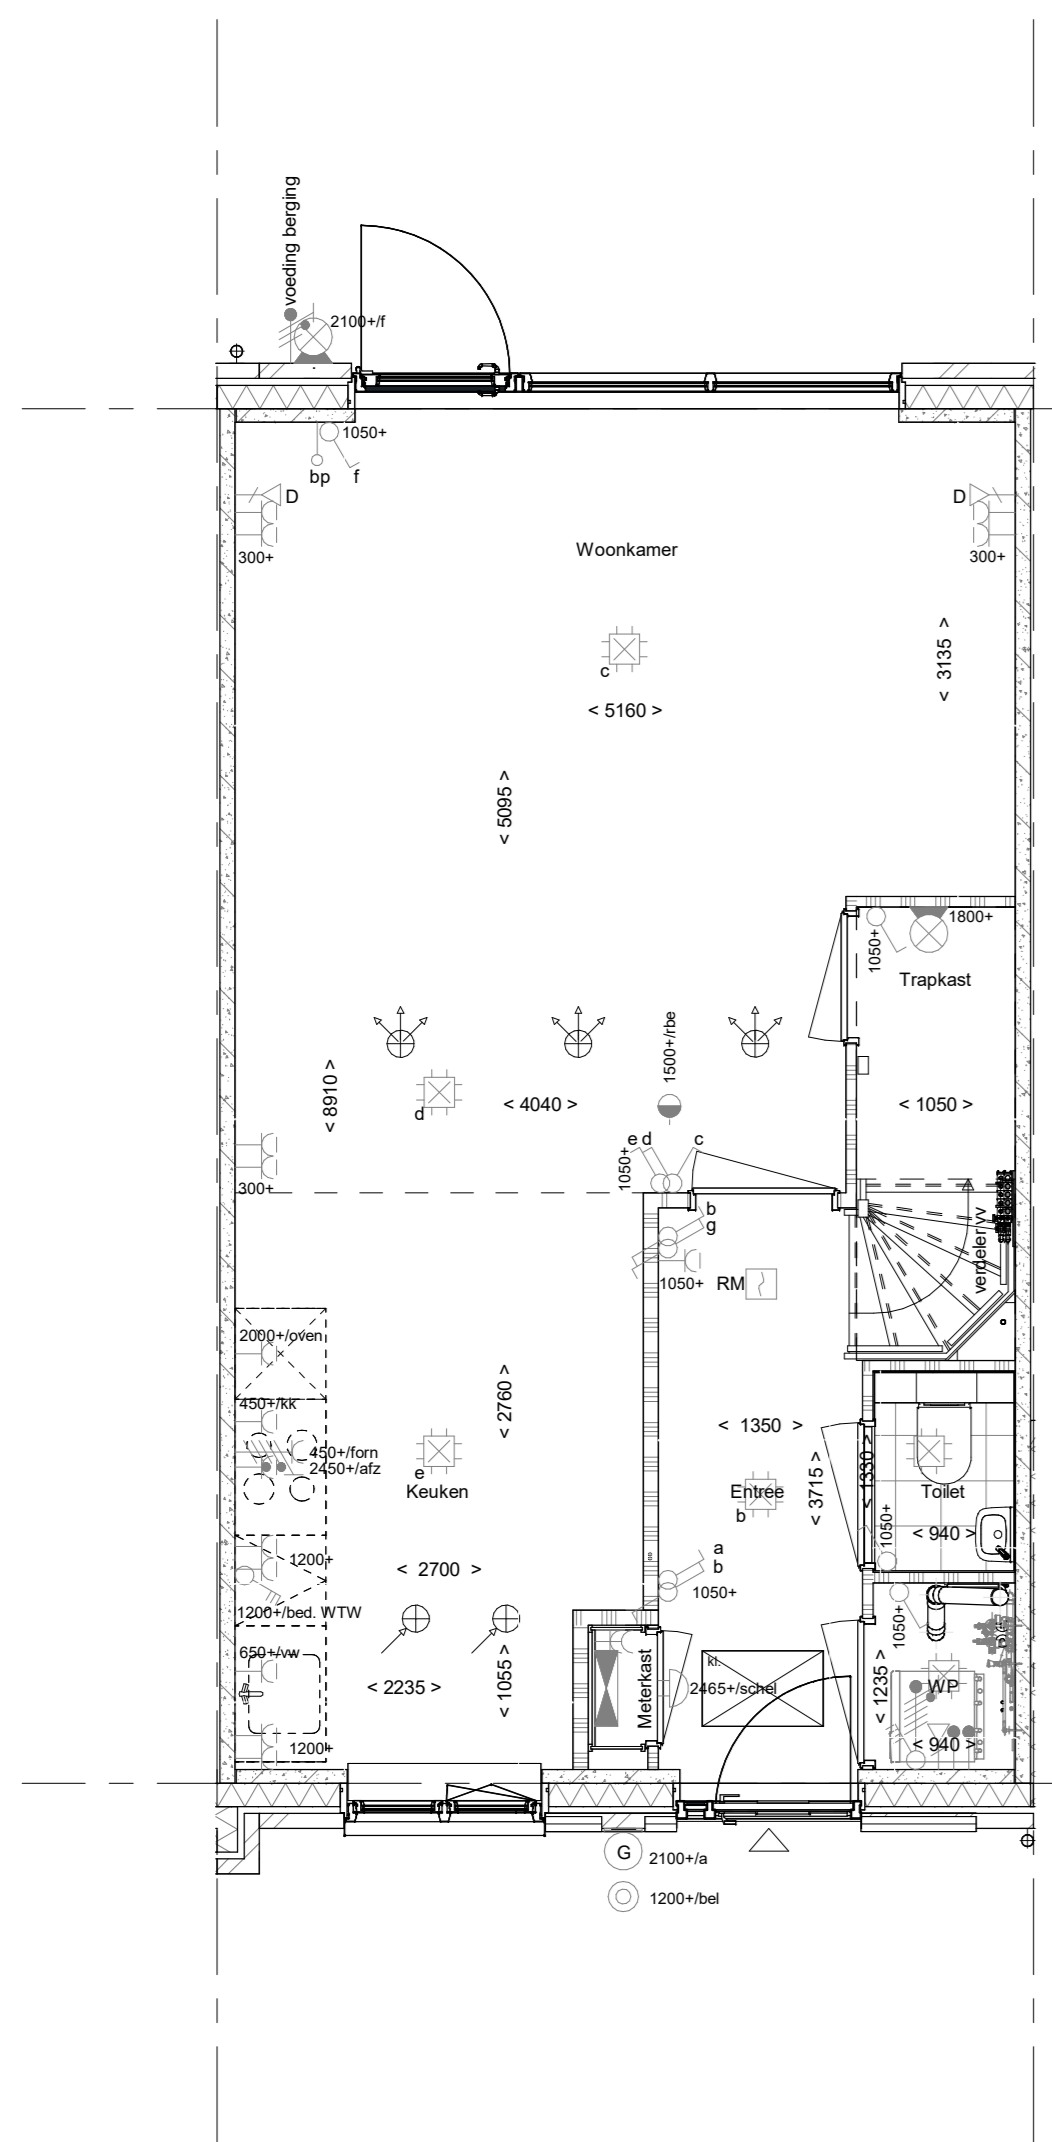 voeding berging
2100+/f
1050+
bp
f
D
300+
D
300+
Woonkamer
c
< 5160 >
< 3135 >
< 5095 >
1050+
1800+
Trapkast
1500+/rbe
< 8910 >
d
< 4040 >
< 1050 >
e d
c
1050+
300+
b
g
1050+
RM
verdeler vv
2000+/oven
450+/kk
450+/forn
2450+/afz
e
Keuken
< 2760 >
< 1350 >
Entree
b
< 3715 >
< 1330 >
Toilet
1050+
< 940 >
a
b
1050+
1200+
< 2700 >
1200+/bed. WTW
650+/vw
< 2235 >
< 1055 >
Meterkast
kl.
2465+/schel
1050+
< 1235 >
WP
< 940 >
1200+
G
2100+/a
1200+/bel